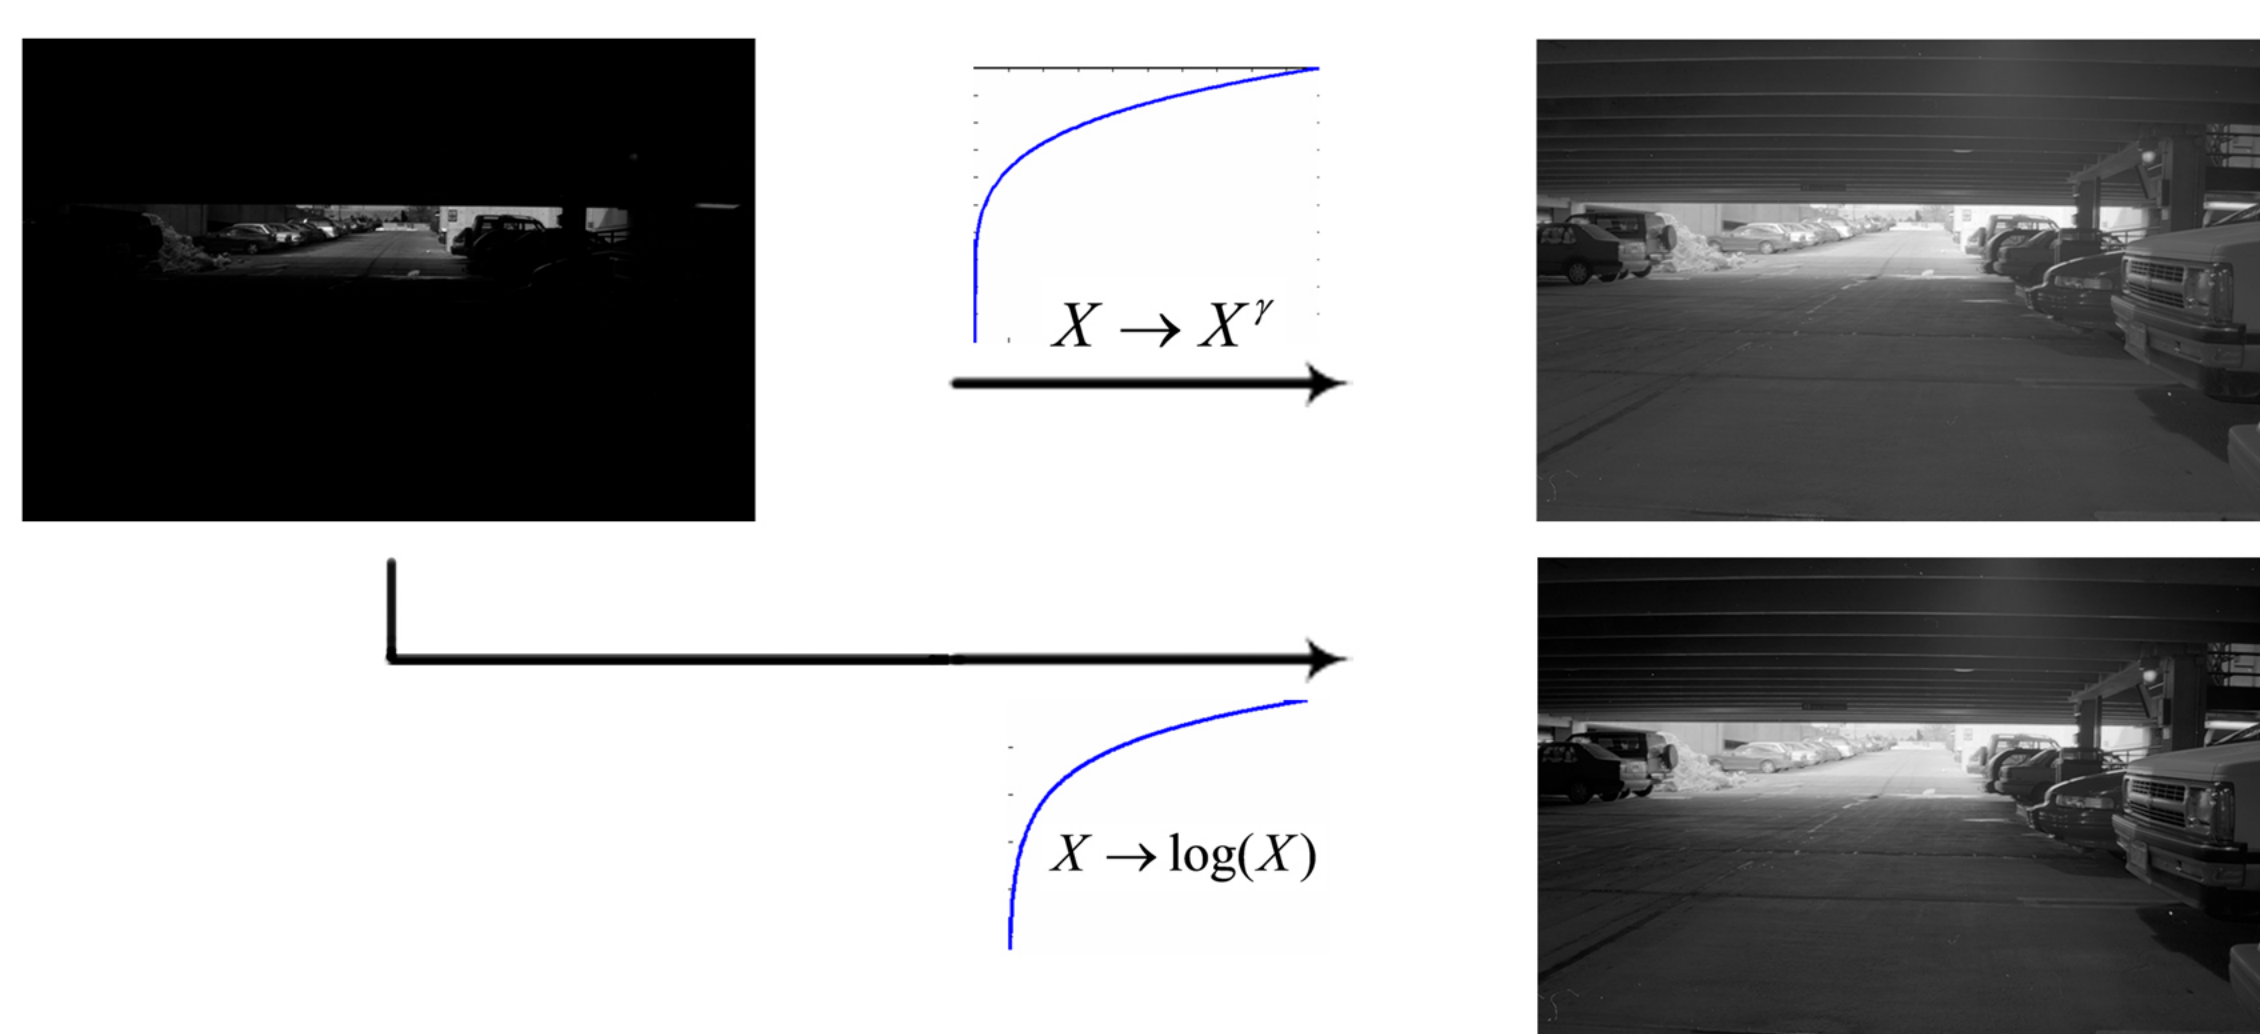 X → X^γ
X → log(X)